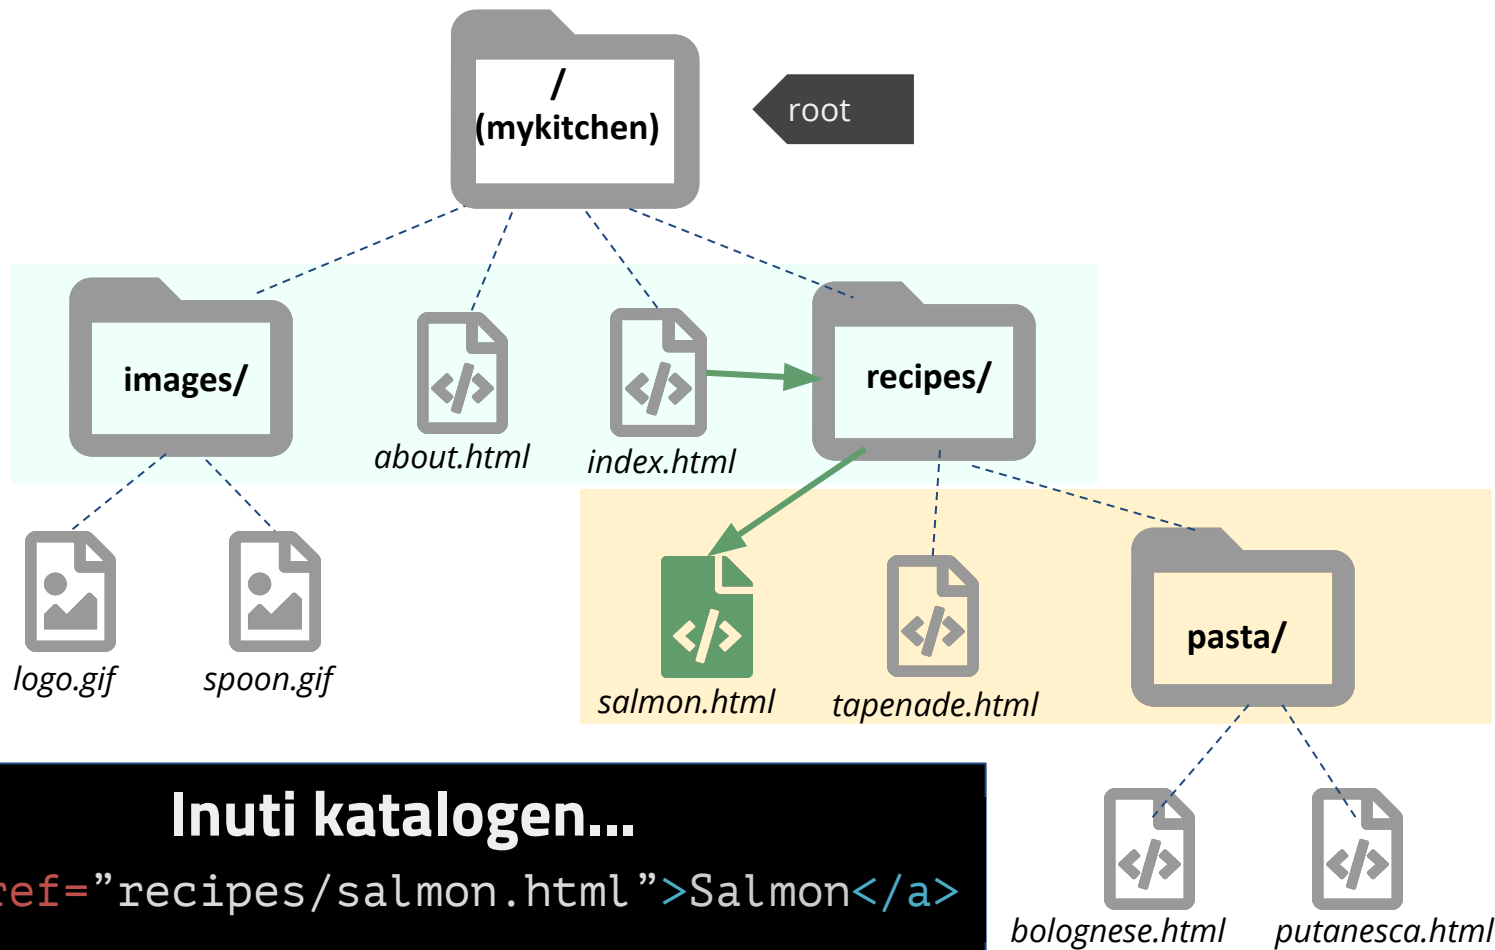 /
(mykitchen)
root
images/
about.html
index.html
recipes/
logo.gif
spoon.gif
salmon.html
tapenade.html
pasta/
Inuti katalogen...
ref=”recipes/salmon.html”>Salmon</a>
bolognese.html
putanesca.html